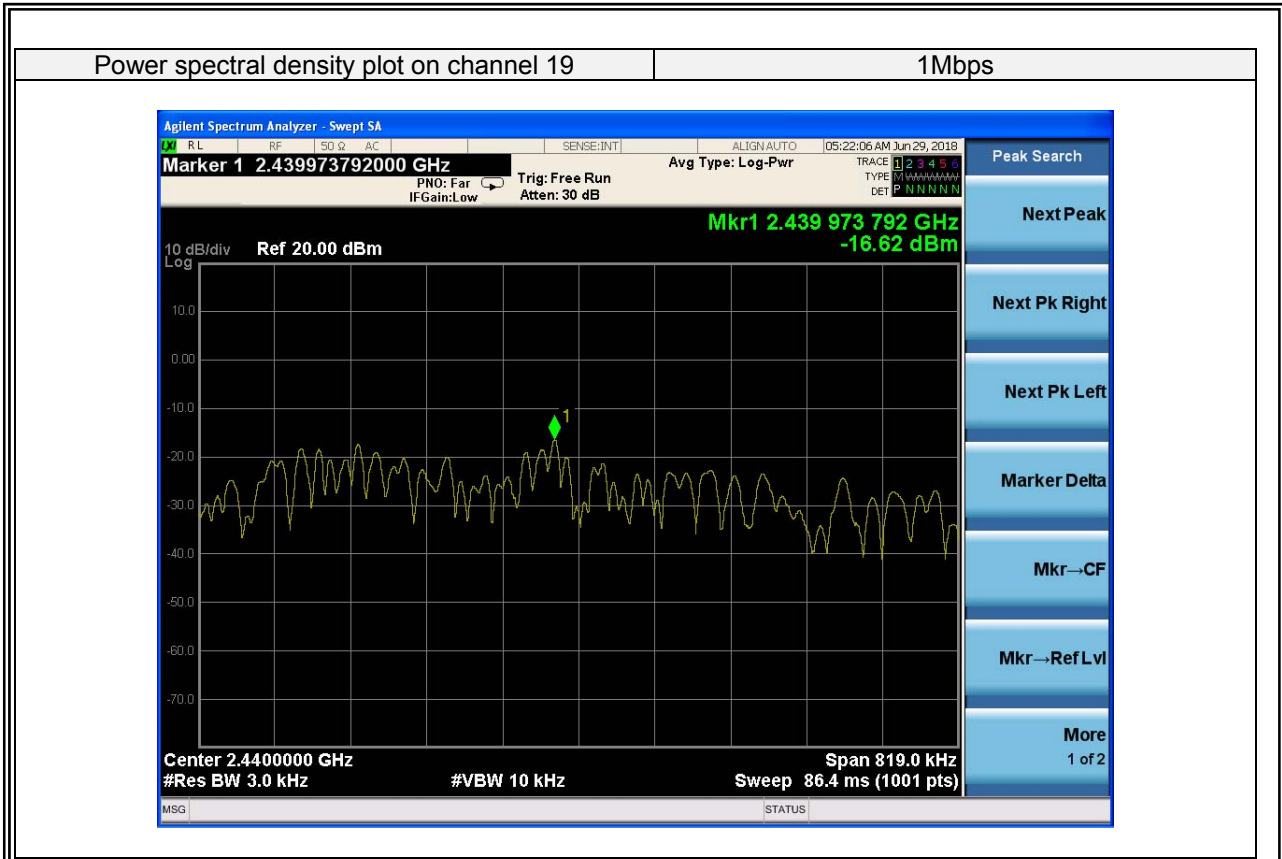 Power spectral density plot on channel 19 1Mbps
Agilent Spectrum Analyzer - Swept SA
LXI RL RF 50 Ω AC SENSE:INT ALIGNAUTO 05:22:06 AM Jun 29, 2018
Marker 1 2.439973792000 GHz Avg Type: Log-Pwr TRACE 1 2 3 4 5 6
PNO: Far Trig: Free Run TYPE M WWWWW
IFGain:Low Atten: 30 dB DET P N N N N N
Peak Search
Mkr1 2.439 973 792 GHz
-16.62 dBm
10 dB/div Ref 20.00 dBm
Log
10.0
0.00
-10.0
-20.0
-30.0
-40.0
-50.0
-60.0
-70.0
1
Center 2.4400000 GHz Span 819.0 kHz
#Res BW 3.0 kHz #VBW 10 kHz Sweep 86.4 ms (1001 pts)
MSG STATUS
Next Peak
Next Pk Right
Next Pk Left
Marker Delta
Mkr→CF
Mkr→Ref Lvl
More
1 of 2